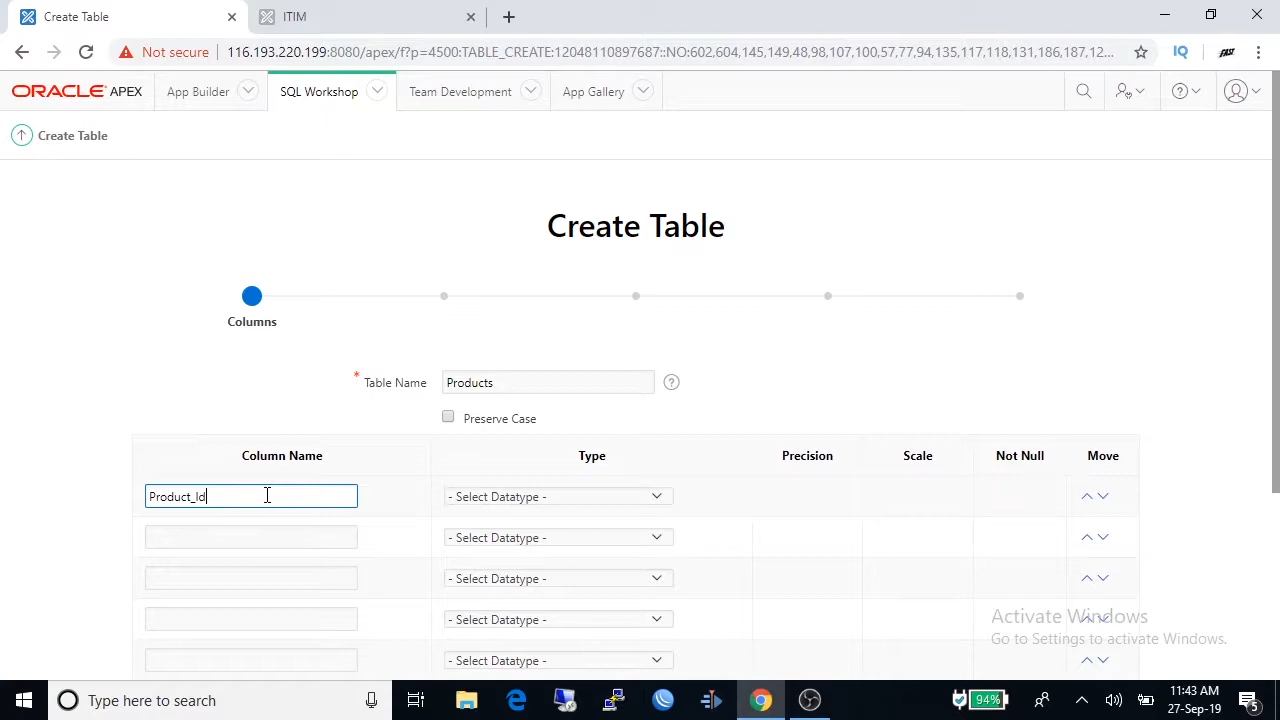 Create Table
ITIM
Not secure
116.193.220.199:8080/apex/f?p=4500:TABLE_CREATE:12048110897687::NO:602,604,145,149,48,98,107,100,57,77,94,135,117,118,131,186,187,12...
IQ
FAST
ORACLE APEX
App Builder
SQL Workshop
Team Development
App Gallery
Create Table
Create Table
Columns
* Table Name
Products
Preserve Case
Column Name
Type
Precision
Scale
Not Null
Move
Product_Id
- Select Datatype -
- Select Datatype -
- Select Datatype -
- Select Datatype -
- Select Datatype -
Activate Windows
Go to Settings to activate Windows.
Type here to search
94%
11:43 AM
27-Sep-19
5